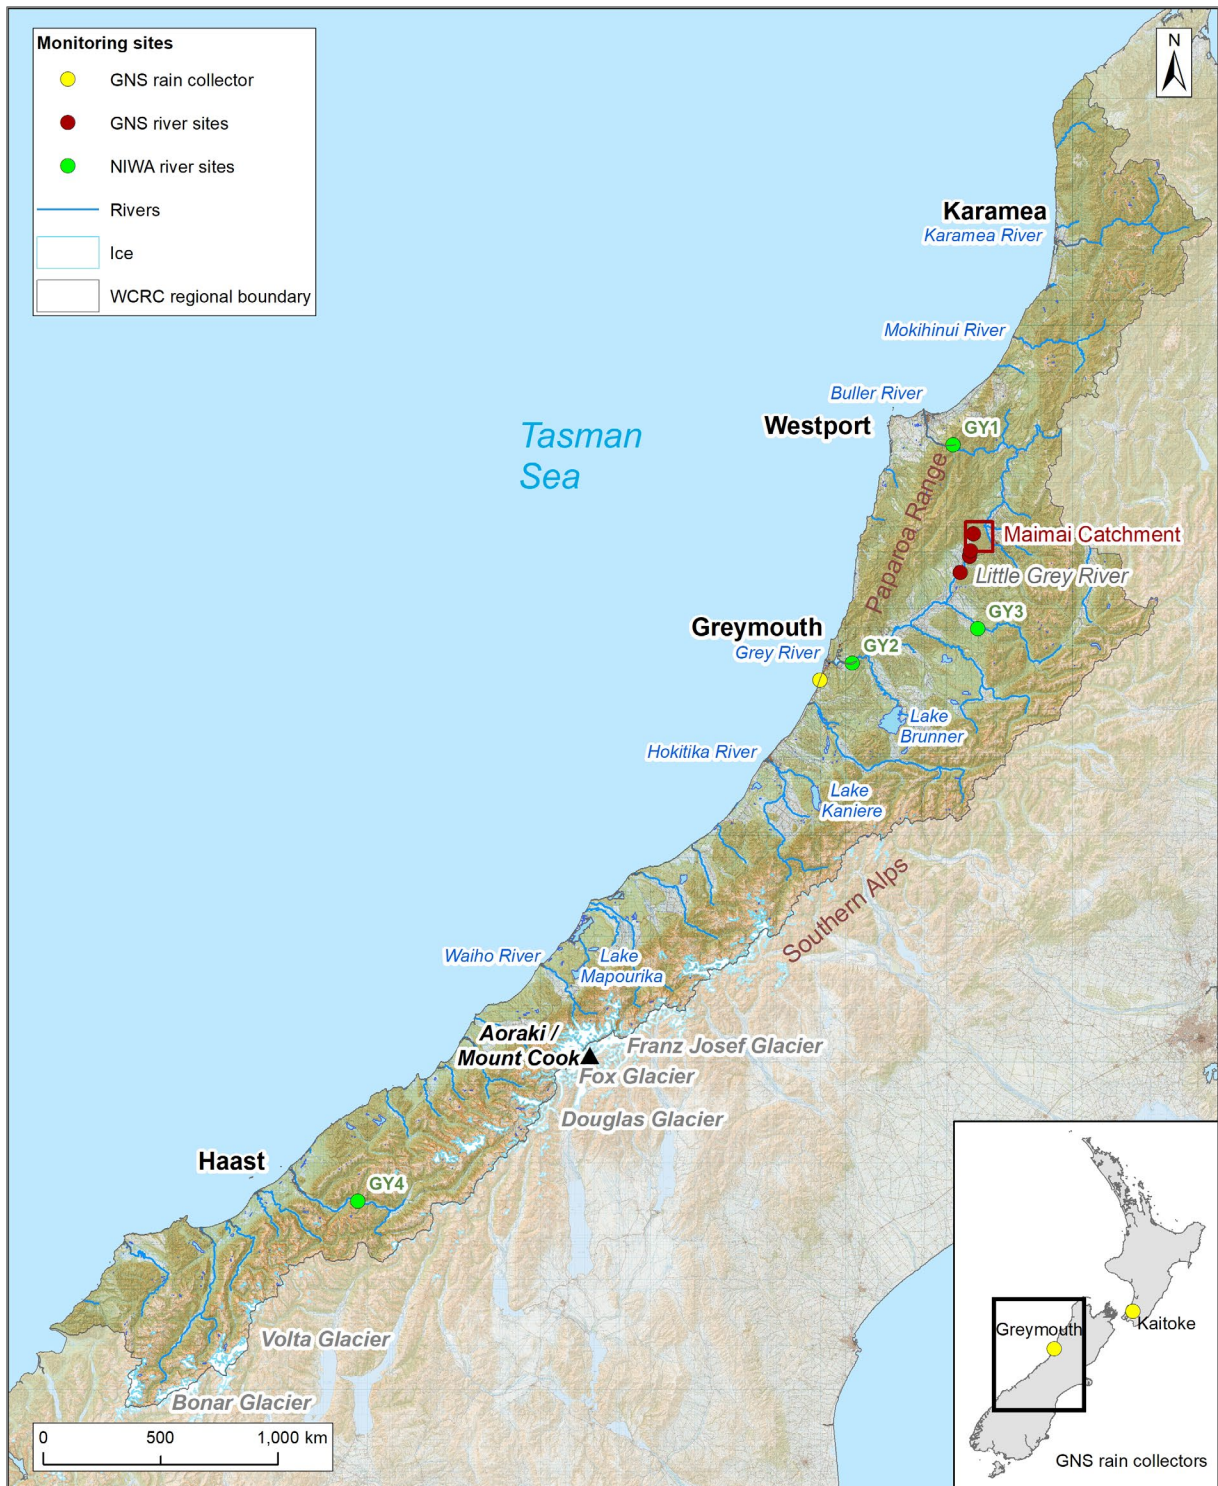 Monitoring sites
GNS rain collector
GNS river sites
NIWA river sites
Rivers
Ice
WCRC regional boundary
N
Karamea
Karamea River
Mokihinui River
Buller River
Westport
GY1
Tasman
Sea
Paparoa Range
Maimai Catchment
Little Grey River
GY3
Greymouth
Grey River
GY2
Lake
Brunner
Hokitika River
Lake
Kaniere
Southern Alps
Waiho River
Lake
Mapourika
Aoraki /
Mount Cook
Franz Josef Glacier
Fox Glacier
Douglas Glacier
Haast
GY4
Volta Glacier
Bonar Glacier
0 500 1,000 km
Greymouth
Kaitoke
GNS rain collectors